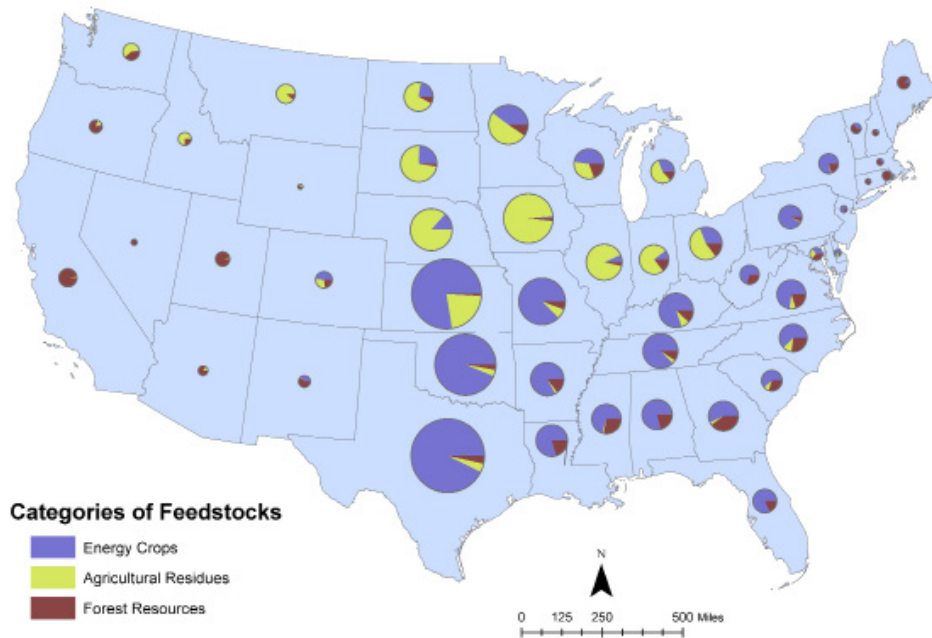 Categories of Feedstocks
Energy Crops
Agricultural Residues
Forest Resources
N
0 125 250 500 Miles